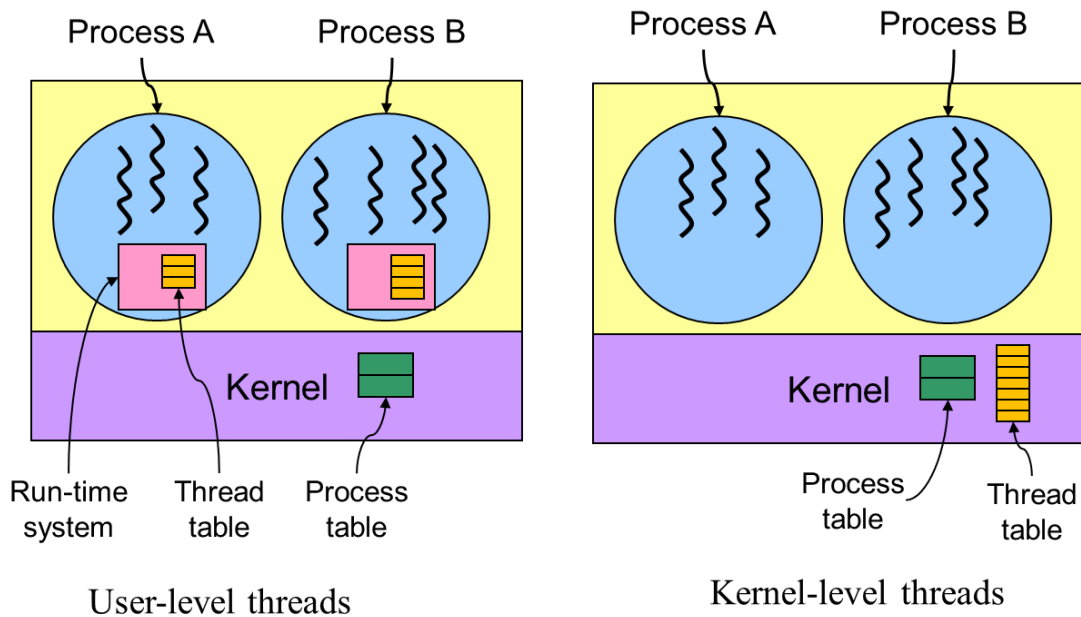 Process A
Process B
Kernel
Run-time
system
Thread
table
Process
table
User-level threads
Process A
Process B
Kernel
Process
table
Thread
table
Kernel-level threads